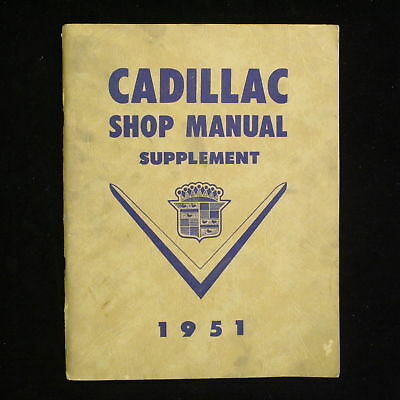 CADILLAC
SHOP MANUAL
SUPPLEMENT
1951